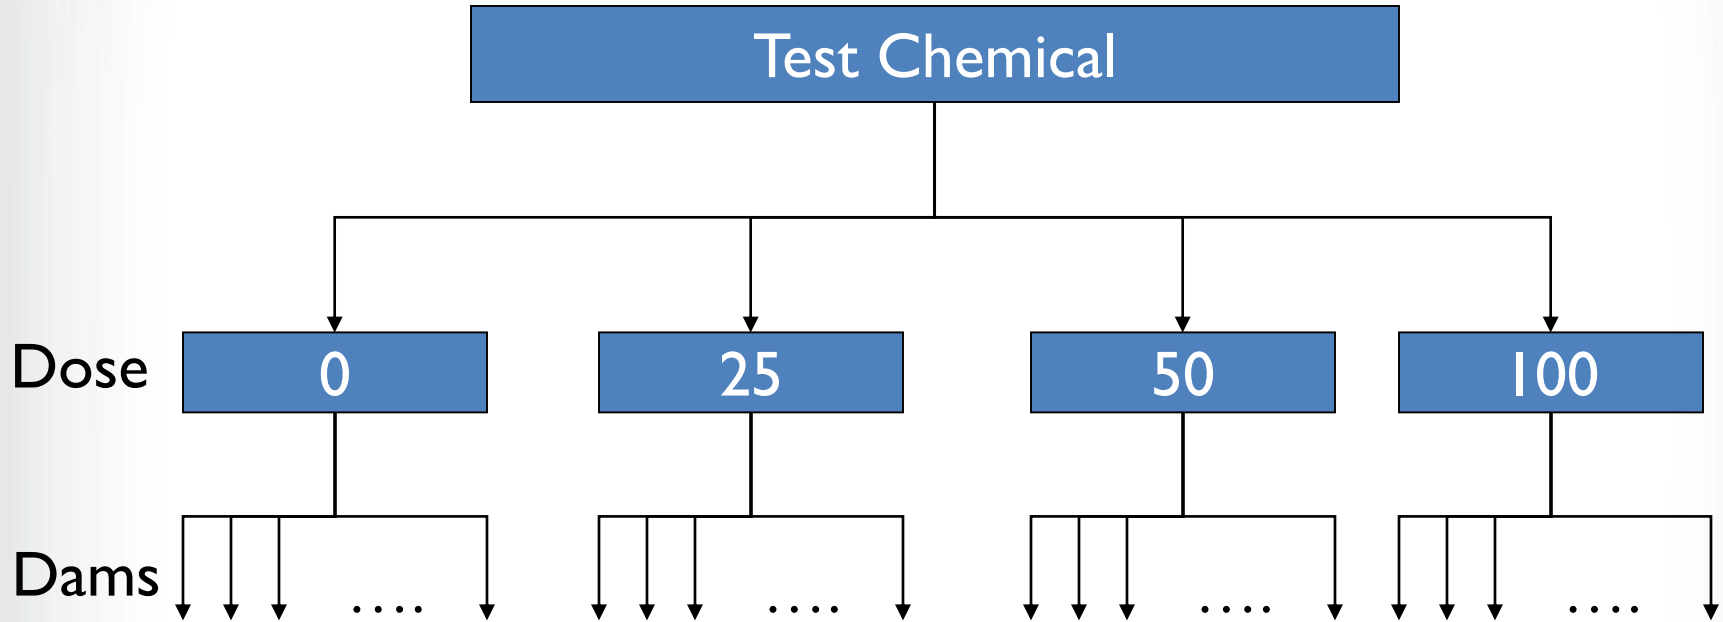 Test Chemical
Dose 0 25 50 100
Dams .... .... .... ....